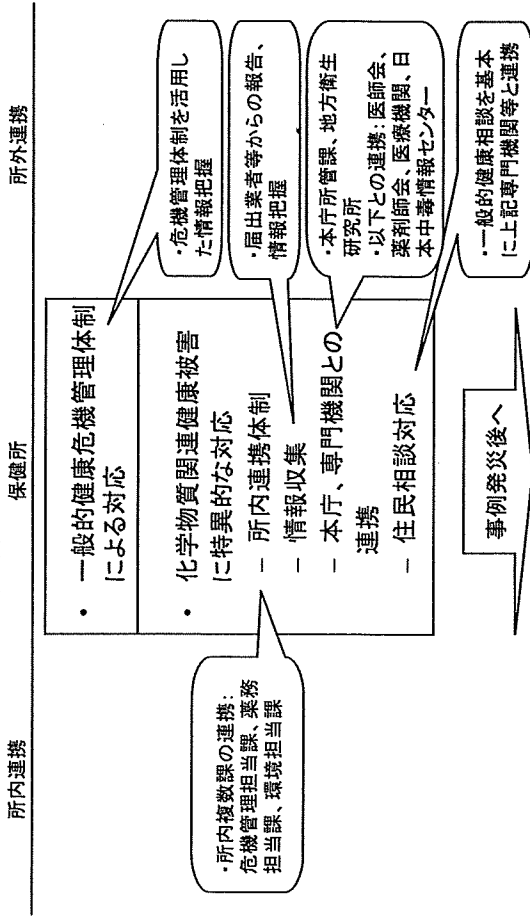 所内連携
保健所
所外連携
・ 一般的健康危機管理体制
による対応
・ 化学物質関連健康被害
に特異的な対応
－ 所内連携体制
－ 情報収集
－ 本庁、専門機関との
連携
－ 住民相談対応
・所内複数課の連携：
危機管理担当課、薬務
担当課、環境担当課
・危機管理体制を活用し
た情報把握
・届出業者等からの報告、
情報把握
・本庁所管課、地方衛生
研究所
・以下との連携：医師会、
薬剤師会、医療機関、日
本中毒情報センター
・一般的健康相談を基本
に上記専門機関等と連携
事例発災後へ